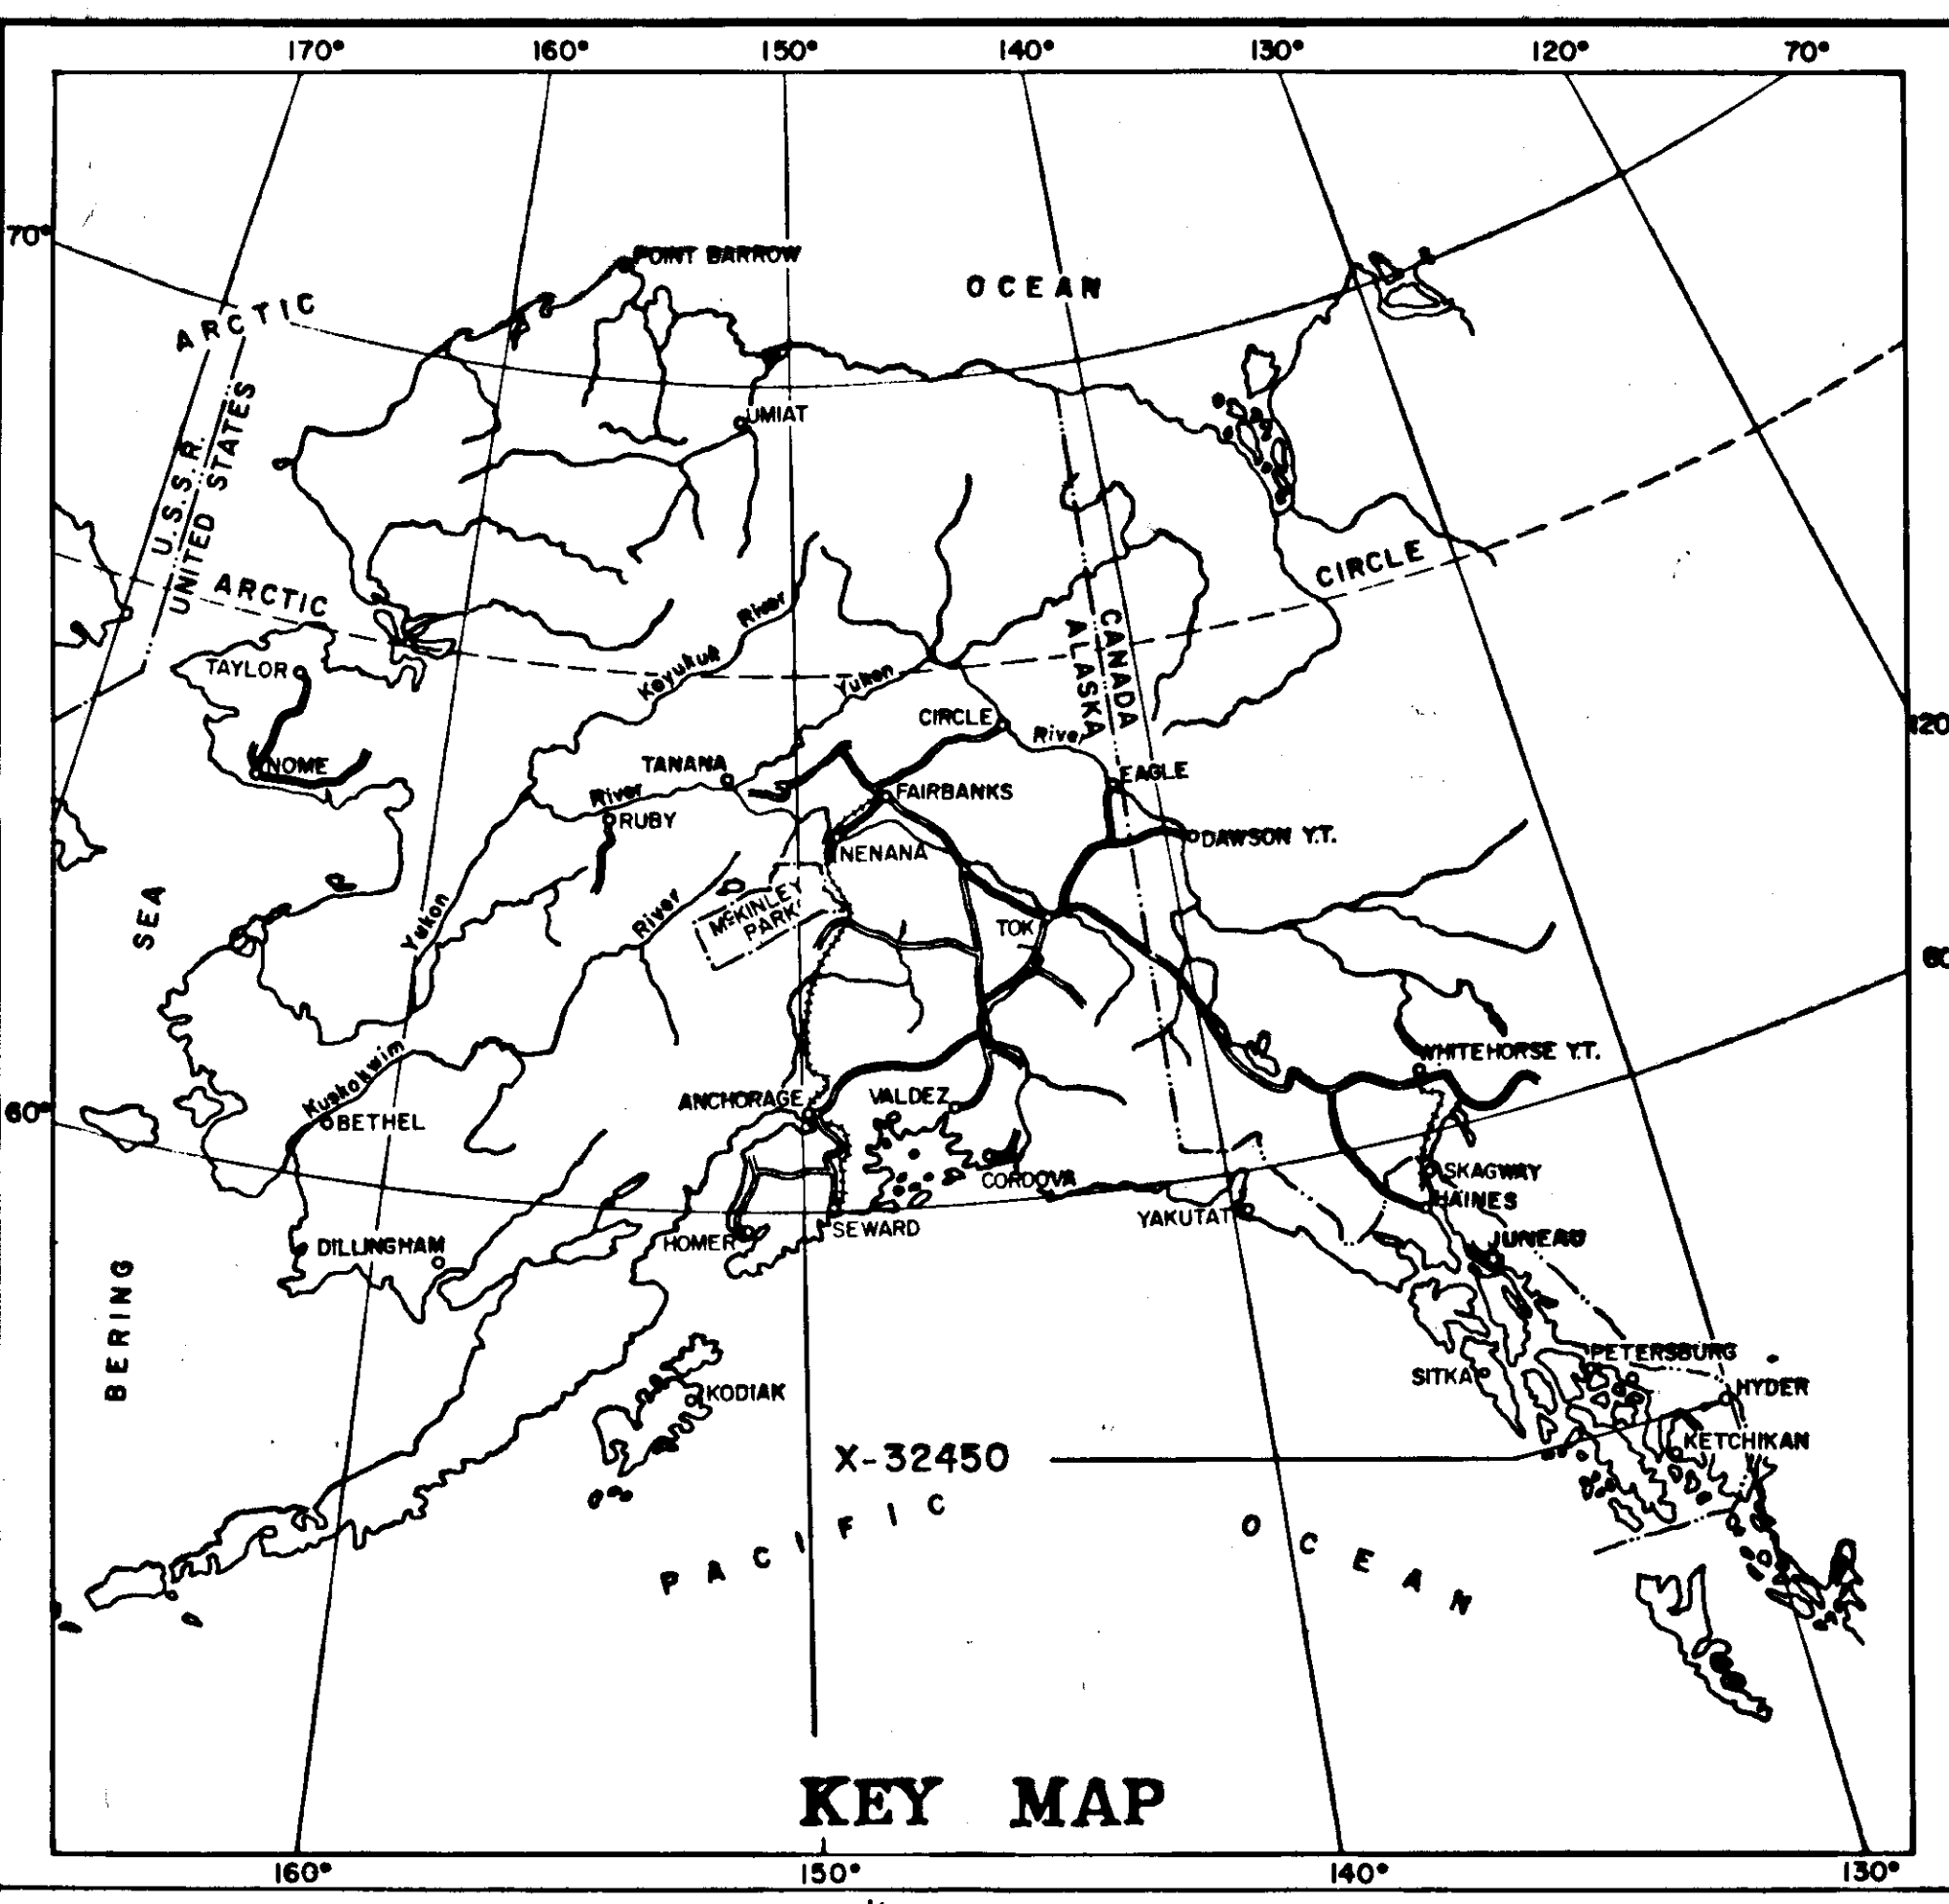 170° 160° 150° 140° 130° 120° 70°
70°
POINT BARROW
OCEAN
ARCTIC
UMIAT
U.S.S.R.
UNITED STATES
ARCTIC
CIRCLE
River
Koyukuk
Yukon
CANADA
ALASKA
TAYLOR
CIRCLE
River
120
NOME
TANANA
EAGLE
River
RUBY
FAIRBANKS
DAWSON Y.T.
NENANA
McKINLEY
PARK
River
SEA
Yukon
TOK
60
Kuskokwim
WHITEHORSE Y.T.
60°
BETHEL
ANCHORAGE
VALDEZ
CORDOVA
SKAGWAY
HAINES
YAKUTAT
SEWARD
HOMER
DILLINGHAM
JUNEAU
BERING
PETERSBURG
SITKA
HYDER
KODIAK
KETCHIKAN
X-32450
PACIFIC OCEAN
KEY MAP
160° 150° 140° 130°